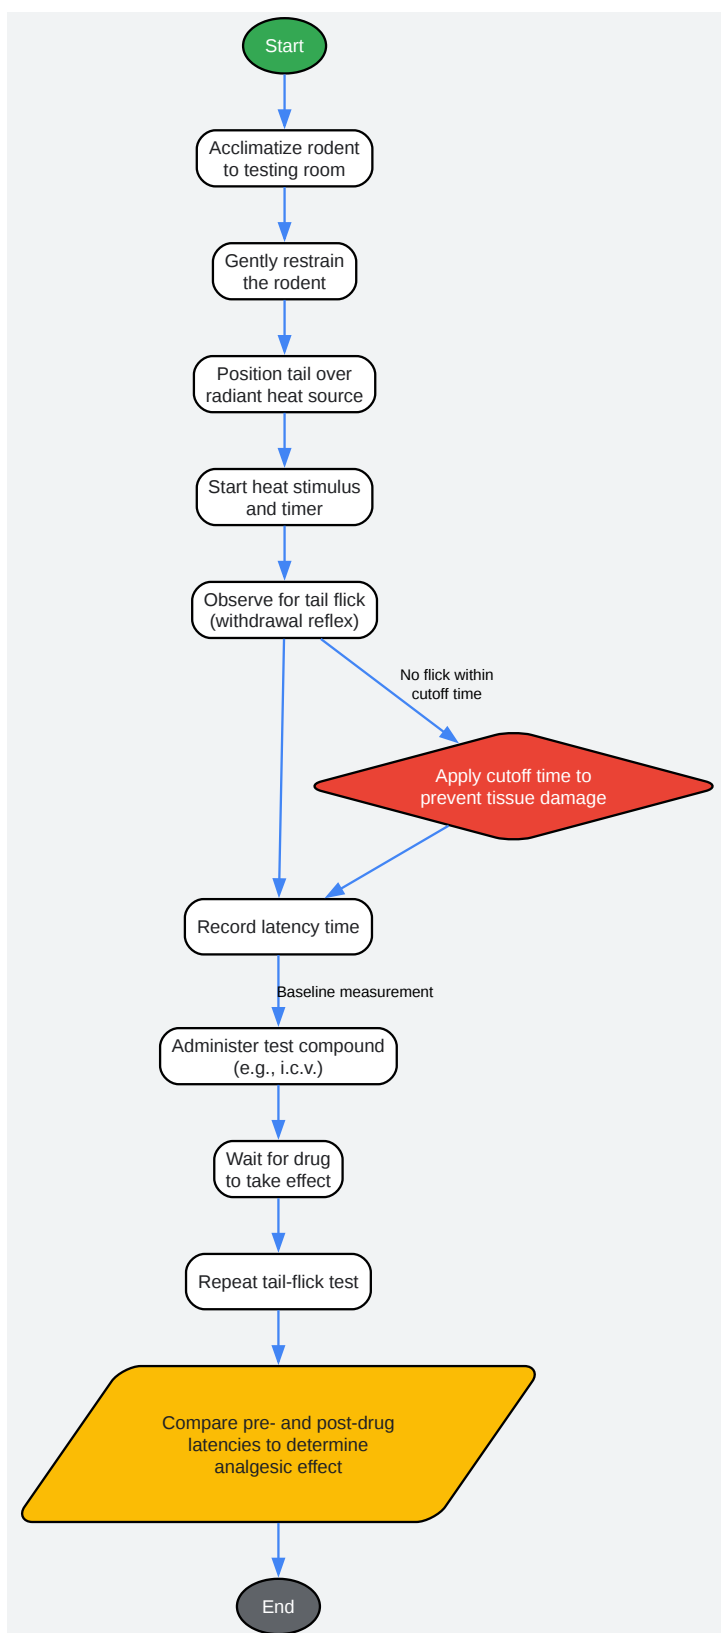 Start
Acclimatize rodent
to testing room
Gently restrain
the rodent
Position tail over
radiant heat source
Start heat stimulus
and timer
Observe for tail flick
(withdrawal reflex)
No flick within
cutoff time
Apply cutoff time to
prevent tissue damage
Record latency time
Baseline measurement
Administer test compound
(e.g., i.c.v.)
Wait for drug
to take effect
Repeat tail-flick test
Compare pre- and post-drug
latencies to determine
analgesic effect
End